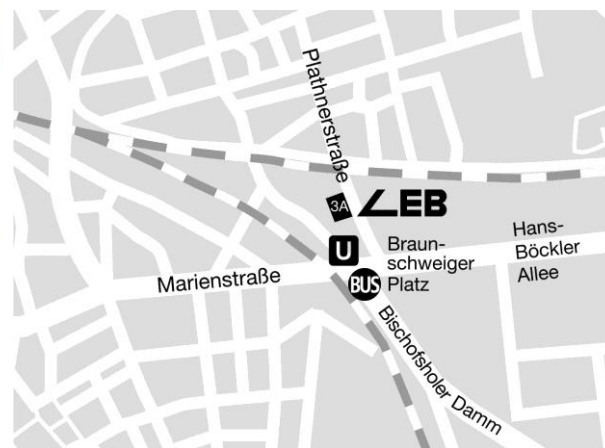 Plathnerstraße
3A
LEB
U
Braun-
schweiger
Platz
Hans-
Böckler
Allee
Marienstraße
BUS
Bischofsholer Damm